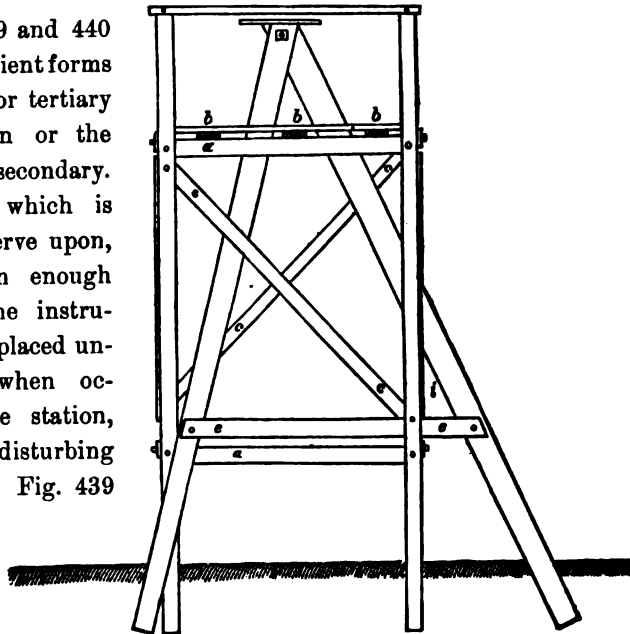 9 and 440
ient forms
or tertiary
n or the
secondary.
which is
erve upon,
n enough
ne instru-
placed un-
when oc-
e station,
disturbing
Fig. 439
b b b
a
c
c
c
e
l
e e
a